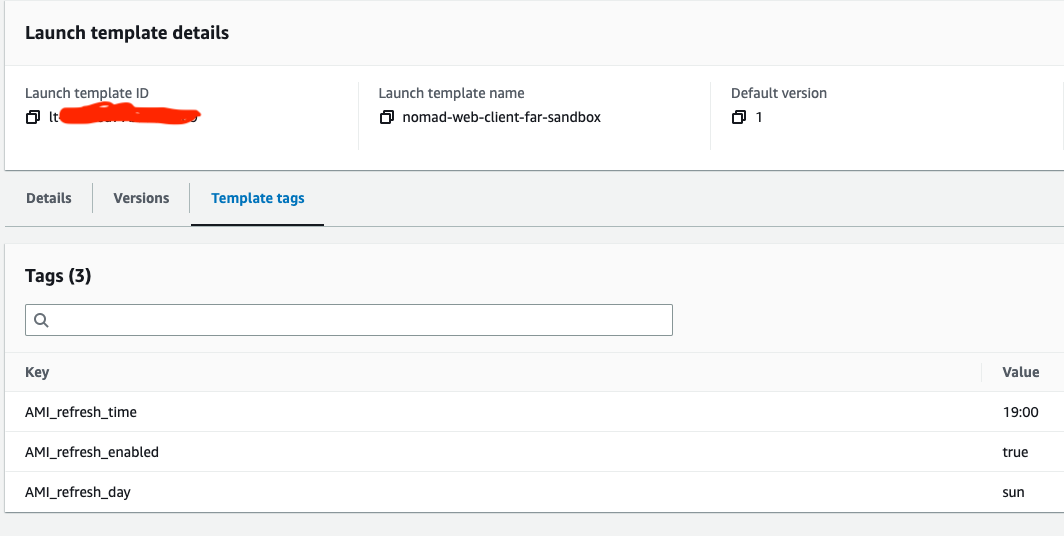 Launch template details
Launch template ID
Launch template name
Default version
lt-
nomad-web-client-far-sandbox
1
Details
Versions
Template tags
Tags (3)
Key
Value
AMI_refresh_time
19:00
AMI_refresh_enabled
true
AMI_refresh_day
sun